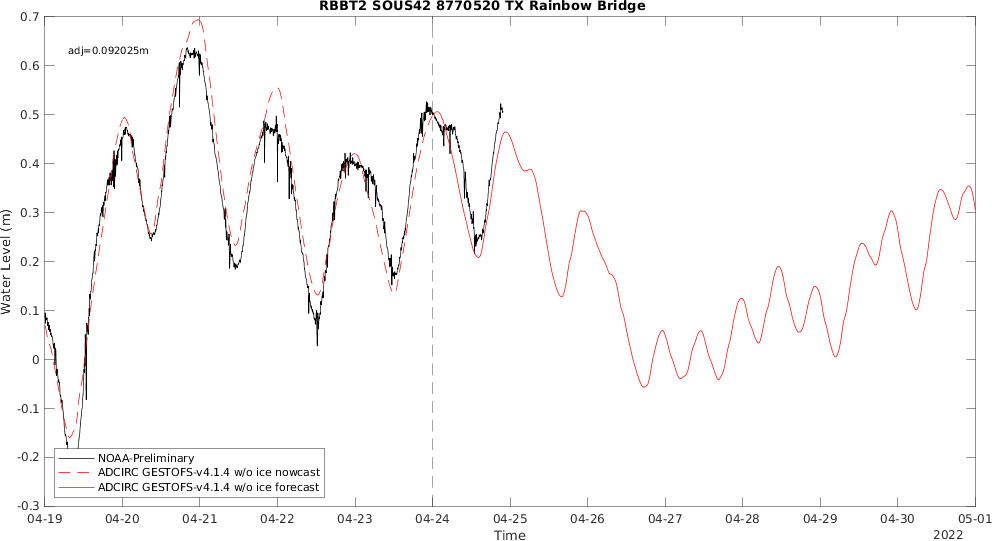 RBBT2 SOUS42 8770520 TX Rainbow Bridge
adj=0.092025m
0.7
0.6
0.5
0.4
0.3
0.2
0.1
0
-0.1
-0.2
-0.3
Water Level (m)
NOAA-Preliminary
ADCIRC GESTOFS-v4.1.4 w/o ice nowcast
ADCIRC GESTOFS-v4.1.4 w/o ice forecast
04-19 04-20 04-21 04-22 04-23 04-24 04-25 04-26 04-27 04-28 04-29 04-30 05-01
Time
2022